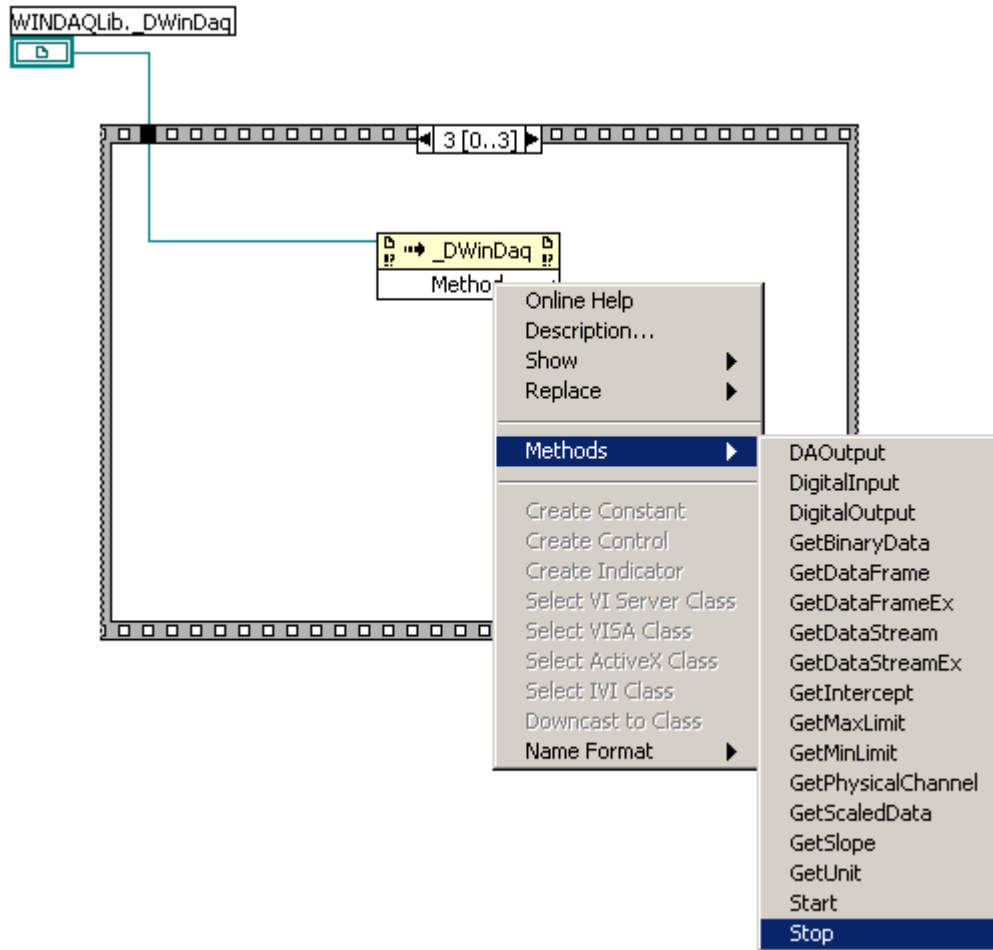 WINDAQLib._DWinDaq
3 [0..3]
_DWinDaq
Method
Online Help
Description...
Show
Replace
Methods
Create Constant
Create Control
Create Indicator
Select VI Server Class
Select VISA Class
Select ActiveX Class
Select IVI Class
Downcast to Class
Name Format
DAOutput
DigitalInput
DigitalOutput
GetBinaryData
GetDataFrame
GetDataFrameEx
GetDataStream
GetDataStreamEx
GetIntercept
GetMaxLimit
GetMinLimit
GetPhysicalChannel
GetScaledData
GetSlope
GetUnit
Start
Stop